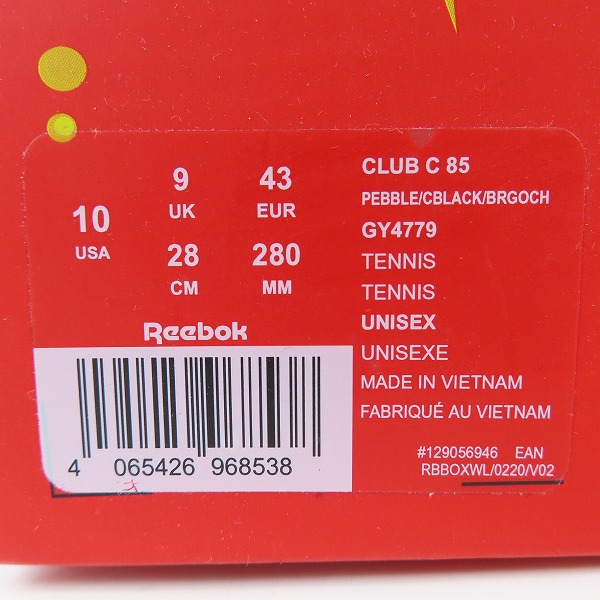 10
USA
9
UK
43
EUR
28
CM
280
MM
Reebok
4 065426 968538
CLUB C 85
PEBBLE/CBLACK/BRGOCH
GY4779
TENNIS
TENNIS
UNISEX
UNISEXE
MADE IN VIETNAM
FABRIQUÉ AU VIETNAM
#129056946 EAN
RBBOXWL/0220/V02